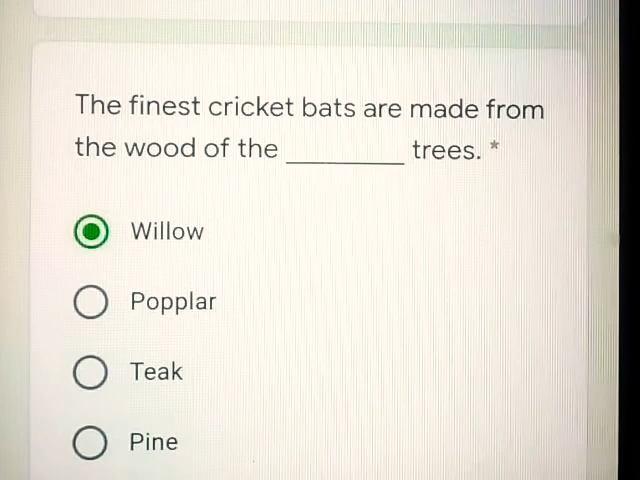 The finest cricket bats are made from
the wood of the ________ trees. *
Willow
Popplar
Teak
Pine